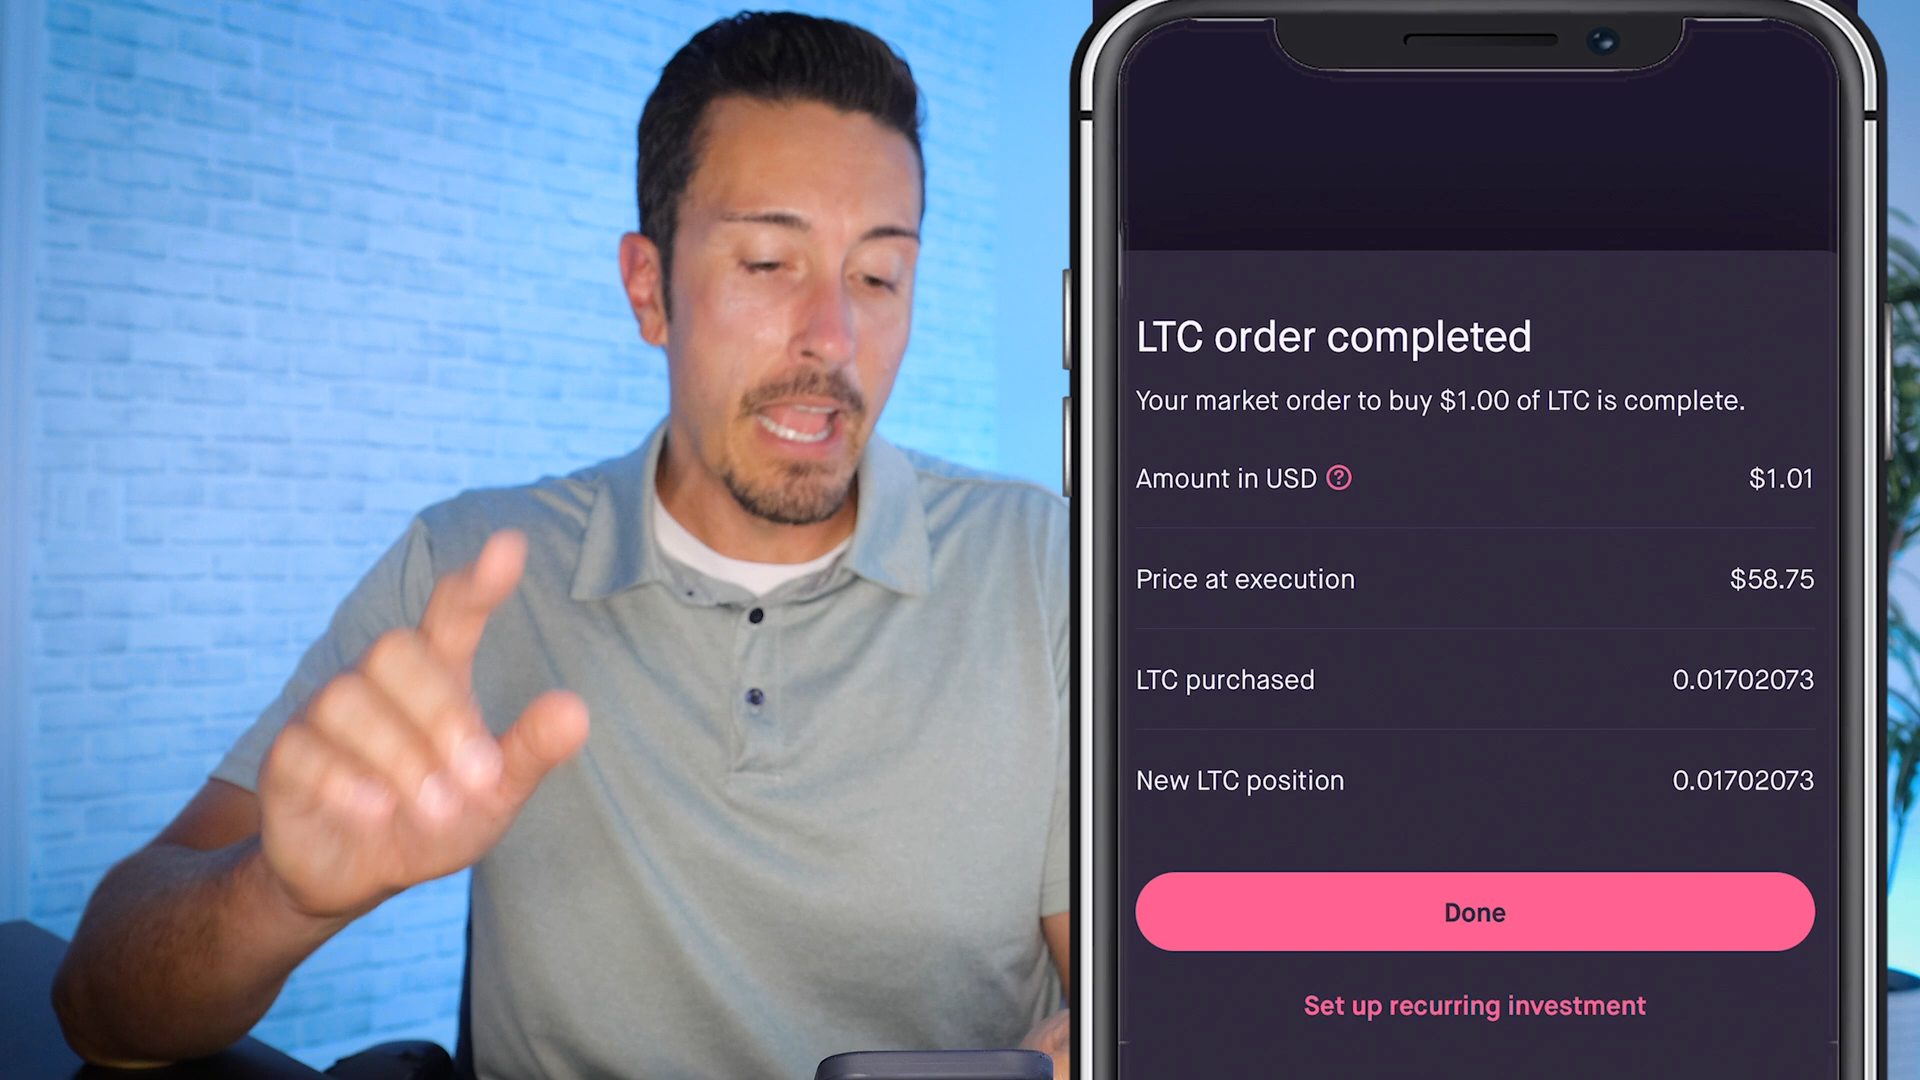 LTC order completed
Your market order to buy $1.00 of LTC is complete.
Amount in USD ? $1.01
Price at execution $58.75
LTC purchased 0.01702073
New LTC position 0.01702073
Done
Set up recurring investment